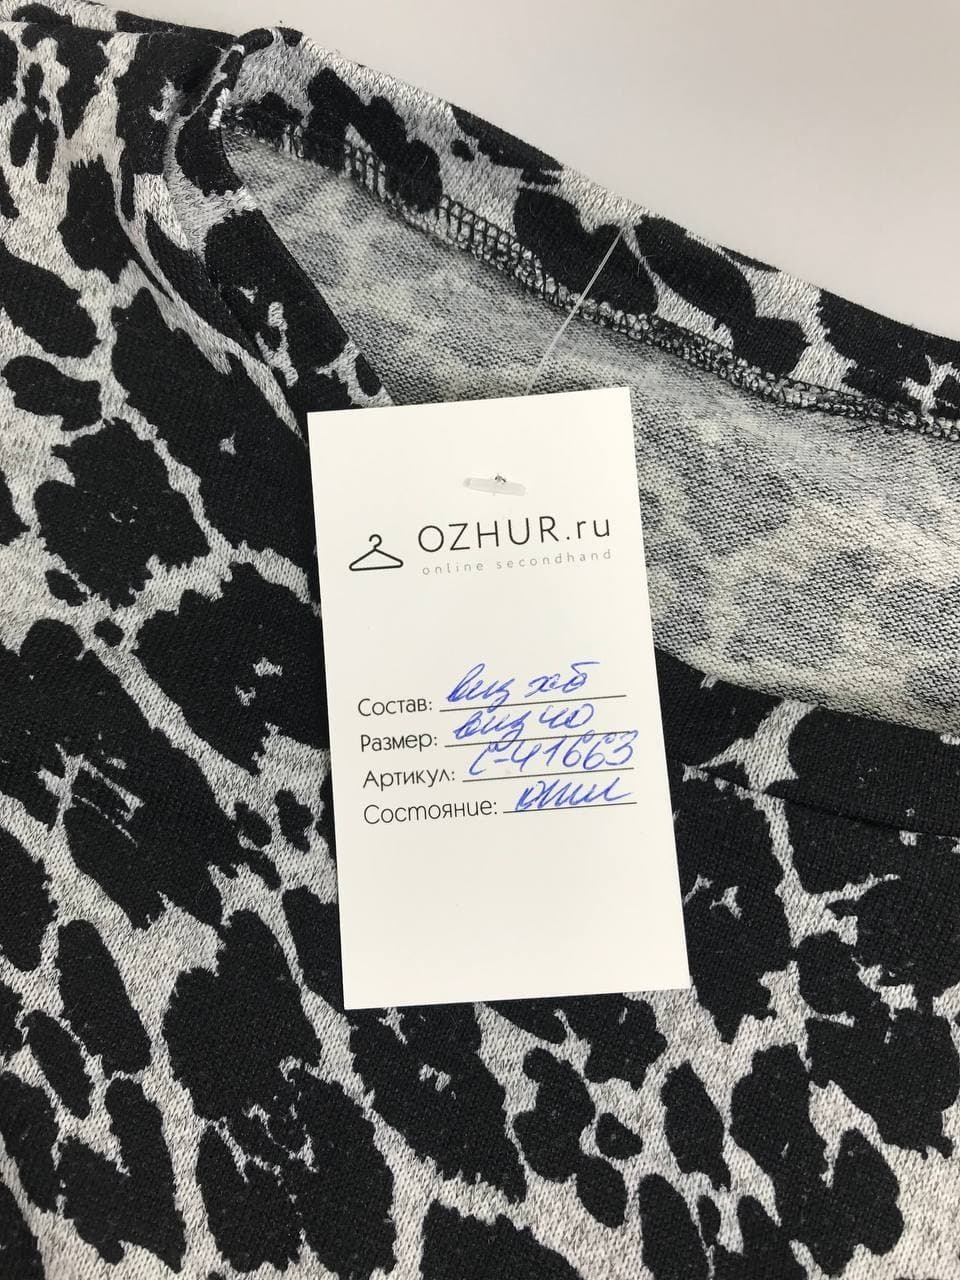 OZHUR.ru
online secondhand
Состав: виз хб
Размер: виз 40
Артикул: С-41663
Состояние: